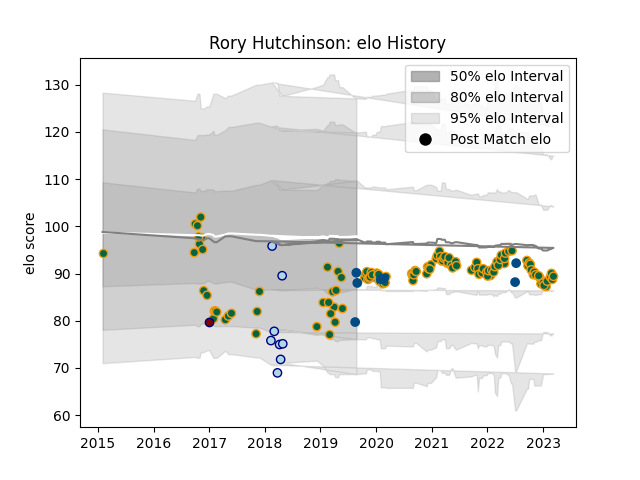 Rory Hutchinson: elo History
50% elo Interval
80% elo Interval
95% elo Interval
Post Match elo
elo score
130
120
110
100
90
80
70
60
2015 2016 2017 2018 2019 2020 2021 2022 2023